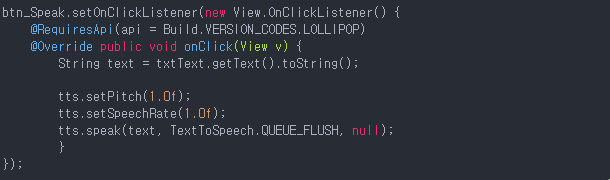 btn_Speak.setOnClickListener(new View.OnClickListener() {
    @RequiresApi(api = Build.VERSION_CODES.LOLLIPOP)
    @Override public void onClick(View v) {
        String text = txtText.getText().toString();

        tts.setPitch(1.0f);
        tts.setSpeechRate(1.0f);
        tts.speak(text, TextToSpeech.QUEUE_FLUSH, null);
        }
});